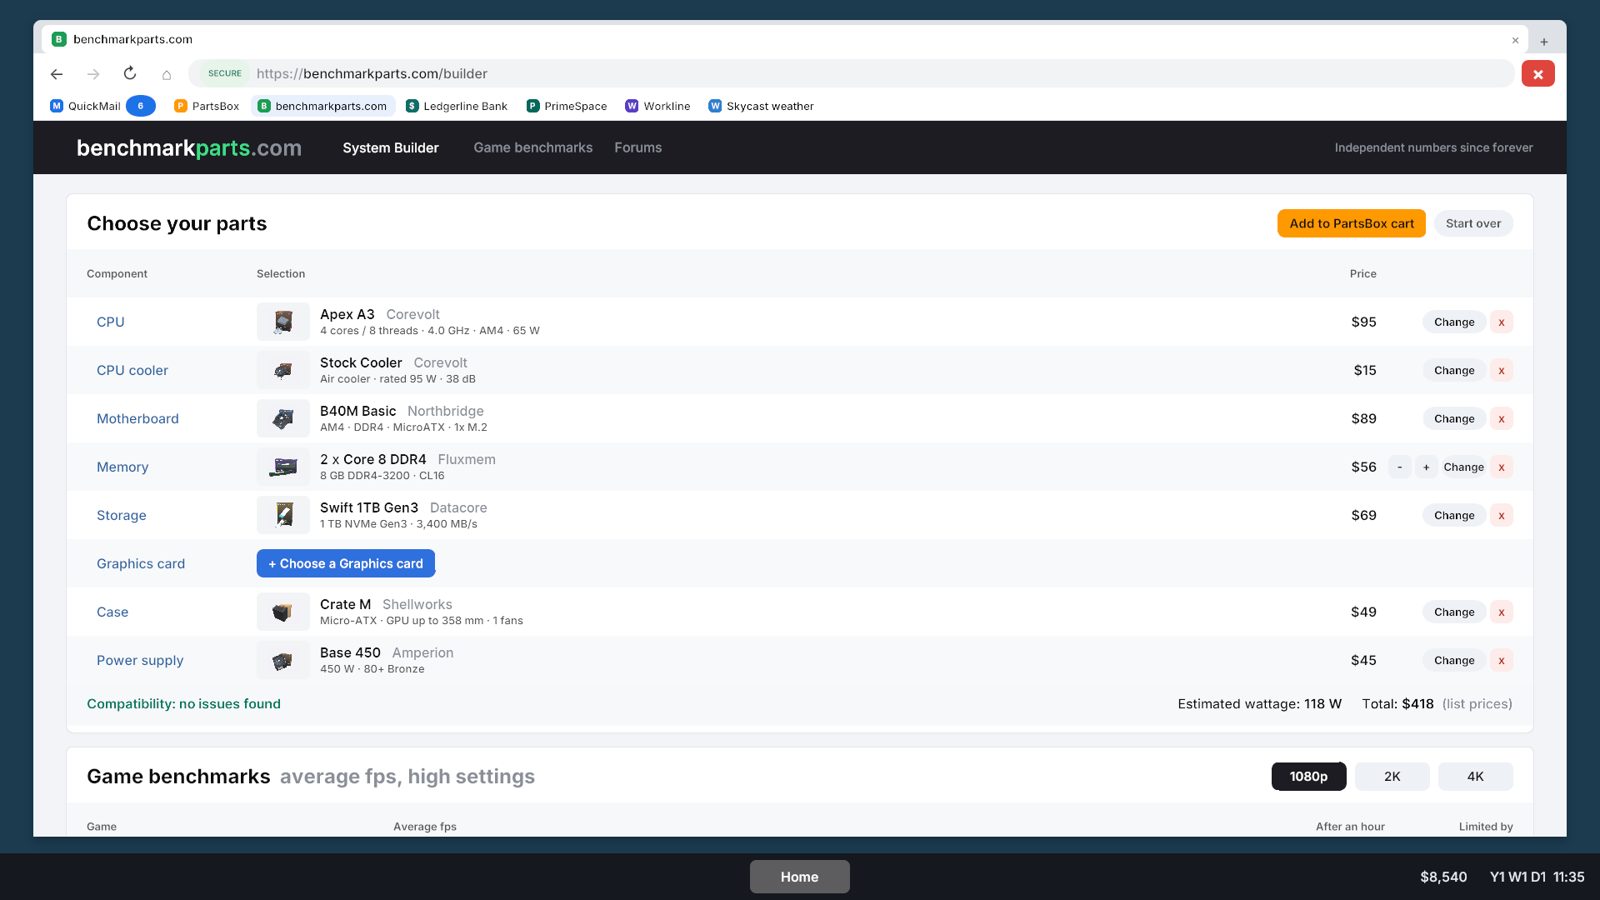 B benchmarkparts.com × +
SECURE https://benchmarkparts.com/builder ×
M QuickMail 6 P PartsBox B benchmarkparts.com S Ledgerline Bank P PrimeSpace W Workline W Skycast weather
benchmarkparts.com System Builder Game benchmarks Forums Independent numbers since forever
Choose your parts Add to PartsBox cart Start over
Component Selection Price
CPU Apex A3 Corevolt $95 Change x
4 cores / 8 threads · 4.0 GHz · AM4 · 65 W
CPU cooler Stock Cooler Corevolt $15 Change x
Air cooler · rated 95 W · 38 dB
Motherboard B40M Basic Northbridge $89 Change x
AM4 · DDR4 · MicroATX · 1x M.2
Memory 2 x Core 8 DDR4 Fluxmem $56 - + Change x
8 GB DDR4-3200 · CL16
Storage Swift 1TB Gen3 Datacore $69 Change x
1 TB NVMe Gen3 · 3,400 MB/s
Graphics card + Choose a Graphics card
Case Crate M Shellworks $49 Change x
Micro-ATX · GPU up to 358 mm · 1 fans
Power supply Base 450 Amperion $45 Change x
450 W · 80+ Bronze
Compatibility: no issues found Estimated wattage: 118 W Total: $418 (list prices)
Game benchmarks average fps, high settings 1080p 2K 4K
Game Average fps After an hour Limited by
Home $8,540 Y1 W1 D1 11:35